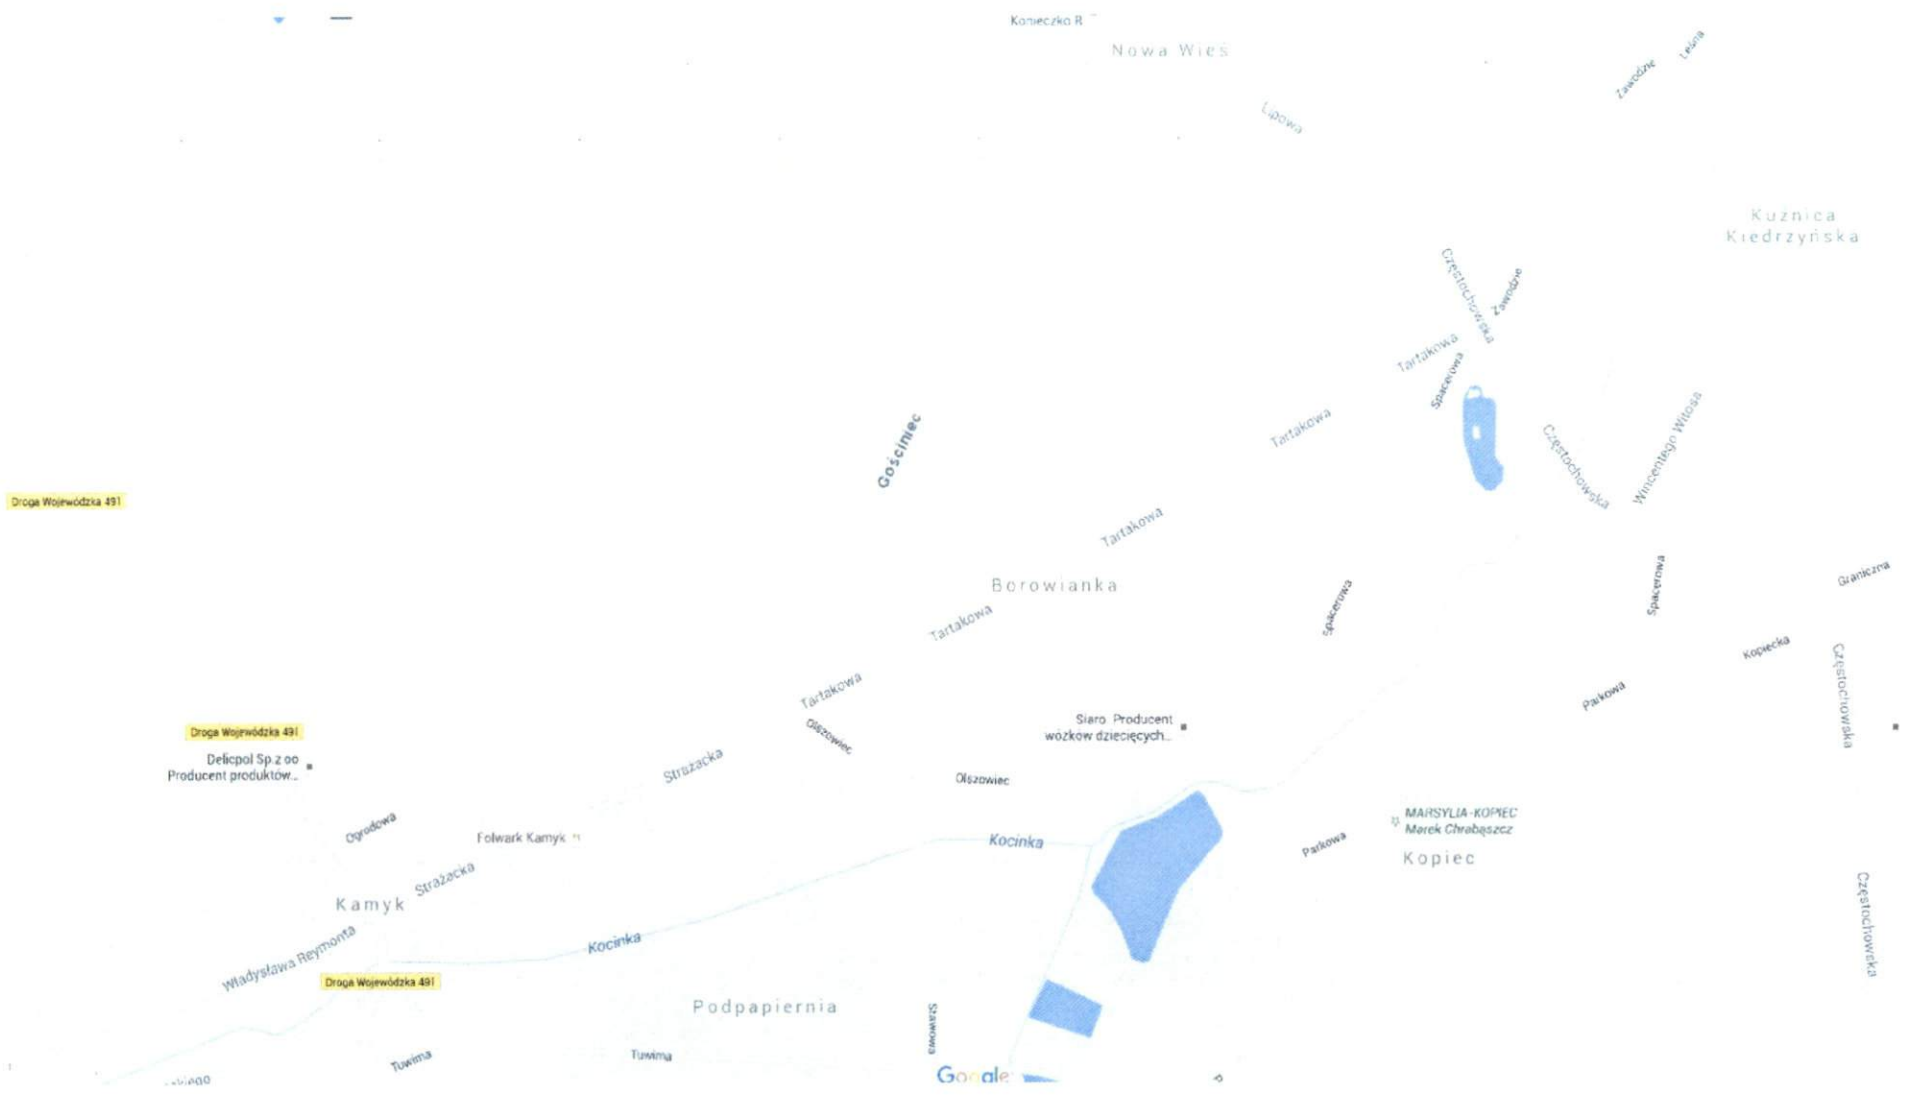 Konieczko R
Nowa Wieś
Leśna
Zawodzie
Lipowa
Kuźnica
Kiedrzyńska
Częstochowska
Zawodzie
Tartakowa
Spacerowa
Tartakowa
Wincentego Witosa
Gościniec
Częstochowska
Droga Wojewódzka 491
Tartakowa
Borowianka
Spacerowa
Spacerowa
Graniczna
Tartakowa
Kopiecka
Tartakowa
Parkowa
Częstochowska
Siaro. Producent
wózków dziecięcych...
Olszowiec
Droga Wojewódzka 491
Delicpol Sp.z oo
Producent produktów...
Strażacka
Olszowiec
Ogrodowa
Folwark Kamyk
Kocinka
Parkowa
MARSYLIA-KOPIEC
Marek Chrabąszcz
Kopiec
Strażacka
Kamyk
Częstochowska
Władysława Reymonta
Kocinka
Droga Wojewódzka 491
Podpapiernia
Stawowa
Tuwima
Tuwima
Google